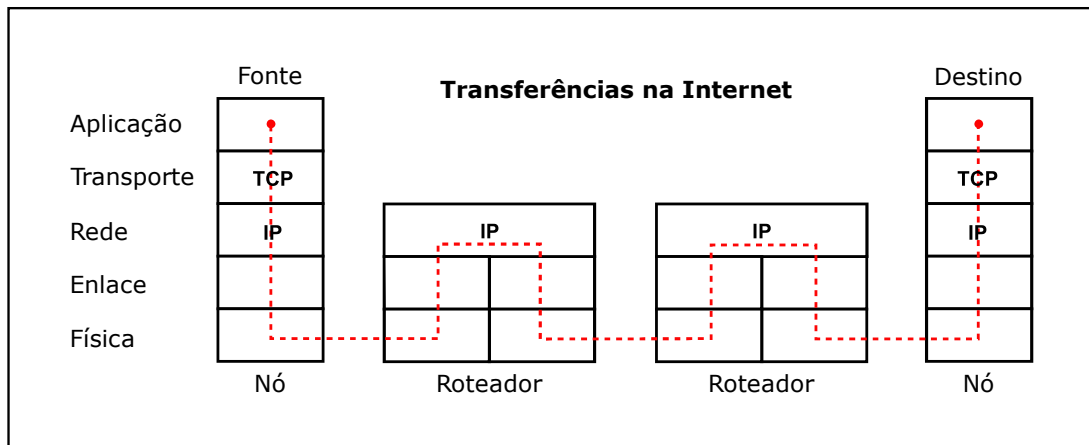 Fonte
Transferências na Internet
Destino
Aplicação
Transporte
TCP
TCP
Rede
IP
IP
IP
IP
Enlace
Física
Nó
Roteador
Roteador
Nó